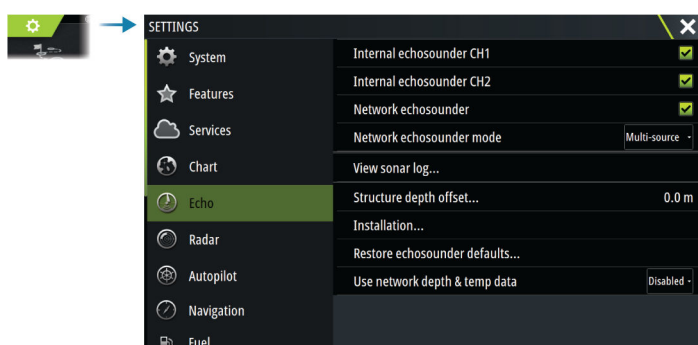 SETTINGS
System
Features
Services
Chart
Echo
Radar
Autopilot
Navigation
Fuel
Internal echosounder CH1
Internal echosounder CH2
Network echosounder
Network echosounder mode Multi-source
View sonar log...
Structure depth offset... 0.0 m
Installation...
Restore echosounder defaults...
Use network depth & temp data Disabled